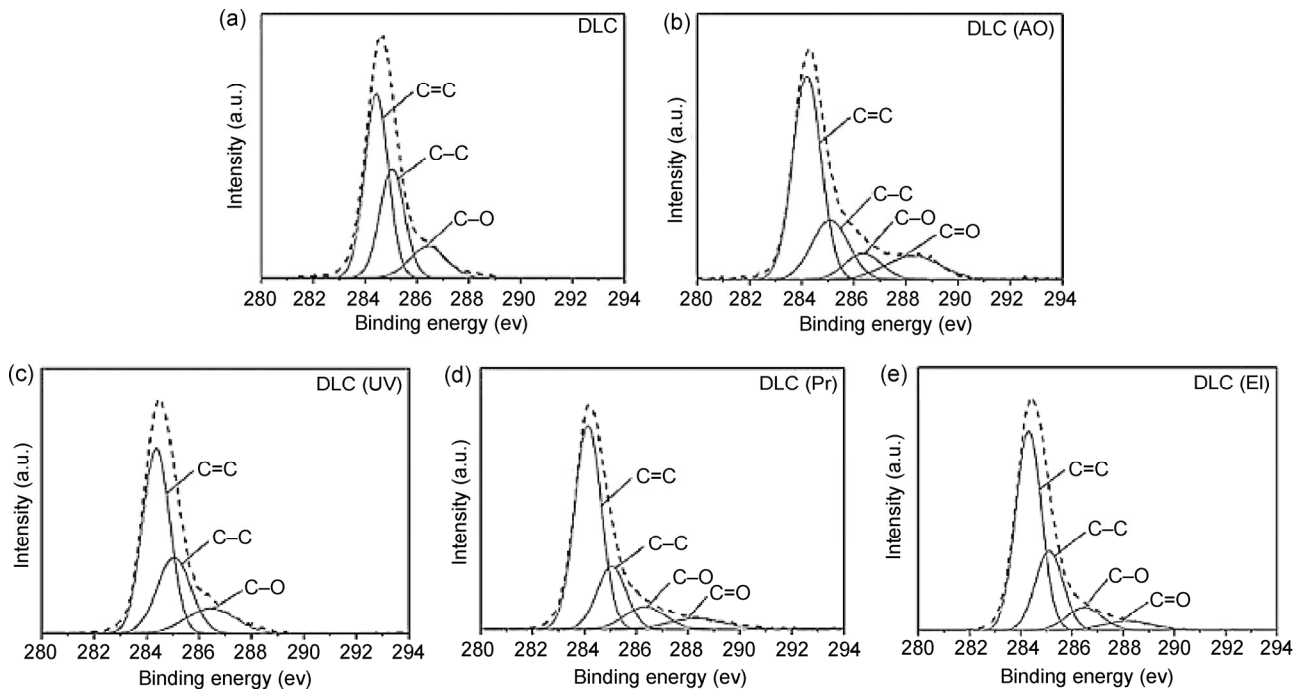 (a)
DLC
C=C
C–C
C–O
Intensity (a.u.)
280 282 284 286 288 290 292 294
Binding energy (ev)
(b)
DLC (AO)
C=C
C–C
C–O
C=O
Intensity (a.u.)
280 282 284 286 288 290 292 294
Binding energy (ev)
(c)
DLC (UV)
C=C
C–C
C–O
Intensity (a.u.)
280 282 284 286 288 290 292 294
Binding energy (ev)
(d)
DLC (Pr)
C=C
C–C
C–O
C=O
Intensity (a.u.)
280 282 284 286 288 290 292 294
Binding energy (ev)
(e)
DLC (El)
C=C
C–C
C–O
C=O
Intensity (a.u.)
280 282 284 286 288 290 292 294
Binding energy (ev)